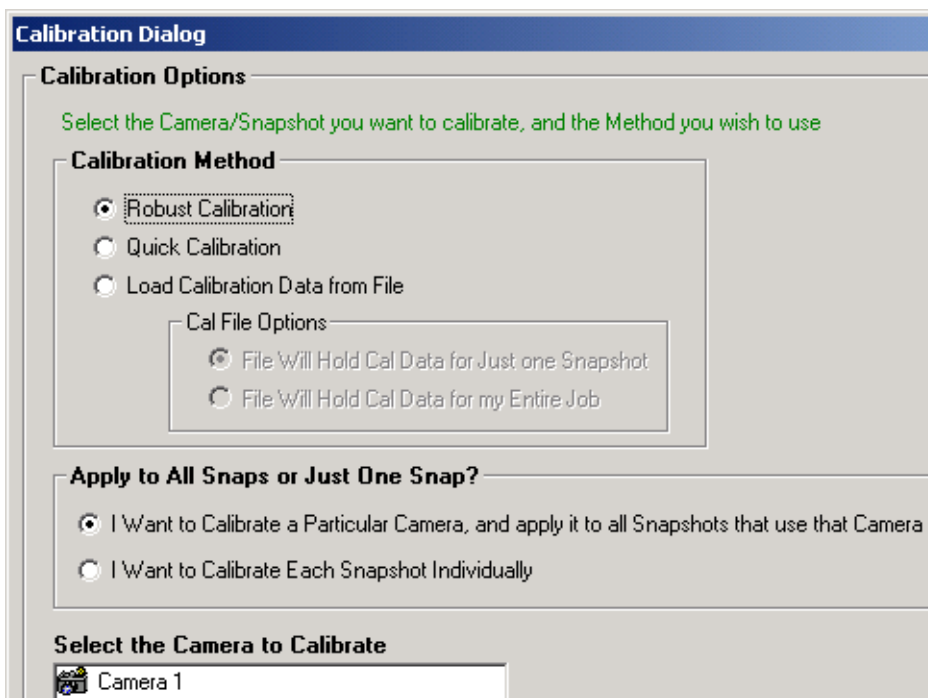 Calibration Dialog
Calibration Options
Select the Camera/Snapshot you want to calibrate, and the Method you wish to use
Calibration Method
Robust Calibration
Quick Calibration
Load Calibration Data from File
Cal File Options
File Will Hold Cal Data for Just one Snapshot
File Will Hold Cal Data for my Entire Job
Apply to All Snaps or Just One Snap?
I Want to Calibrate a Particular Camera, and apply it to all Snapshots that use that Camera
I Want to Calibrate Each Snapshot Individually
Select the Camera to Calibrate
Camera 1